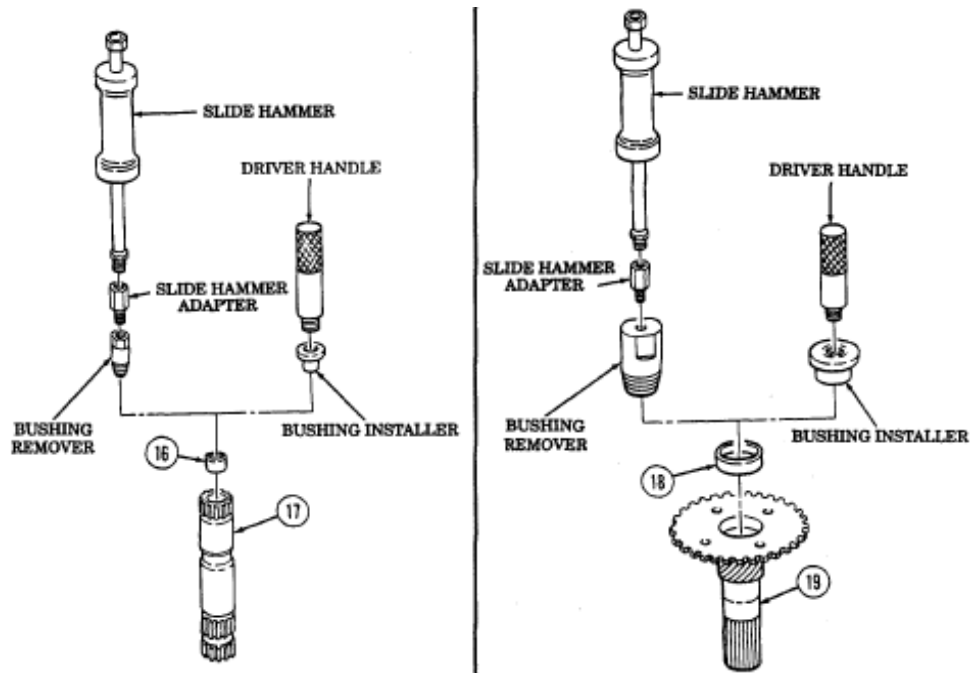 SLIDE HAMMER
DRIVER HANDLE
SLIDE HAMMER
ADAPTER
BUSHING
REMOVER
BUSHING INSTALLER
16
17
SLIDE HAMMER
DRIVER HANDLE
SLIDE HAMMER
ADAPTER
BUSHING
REMOVER
BUSHING INSTALLER
18
19